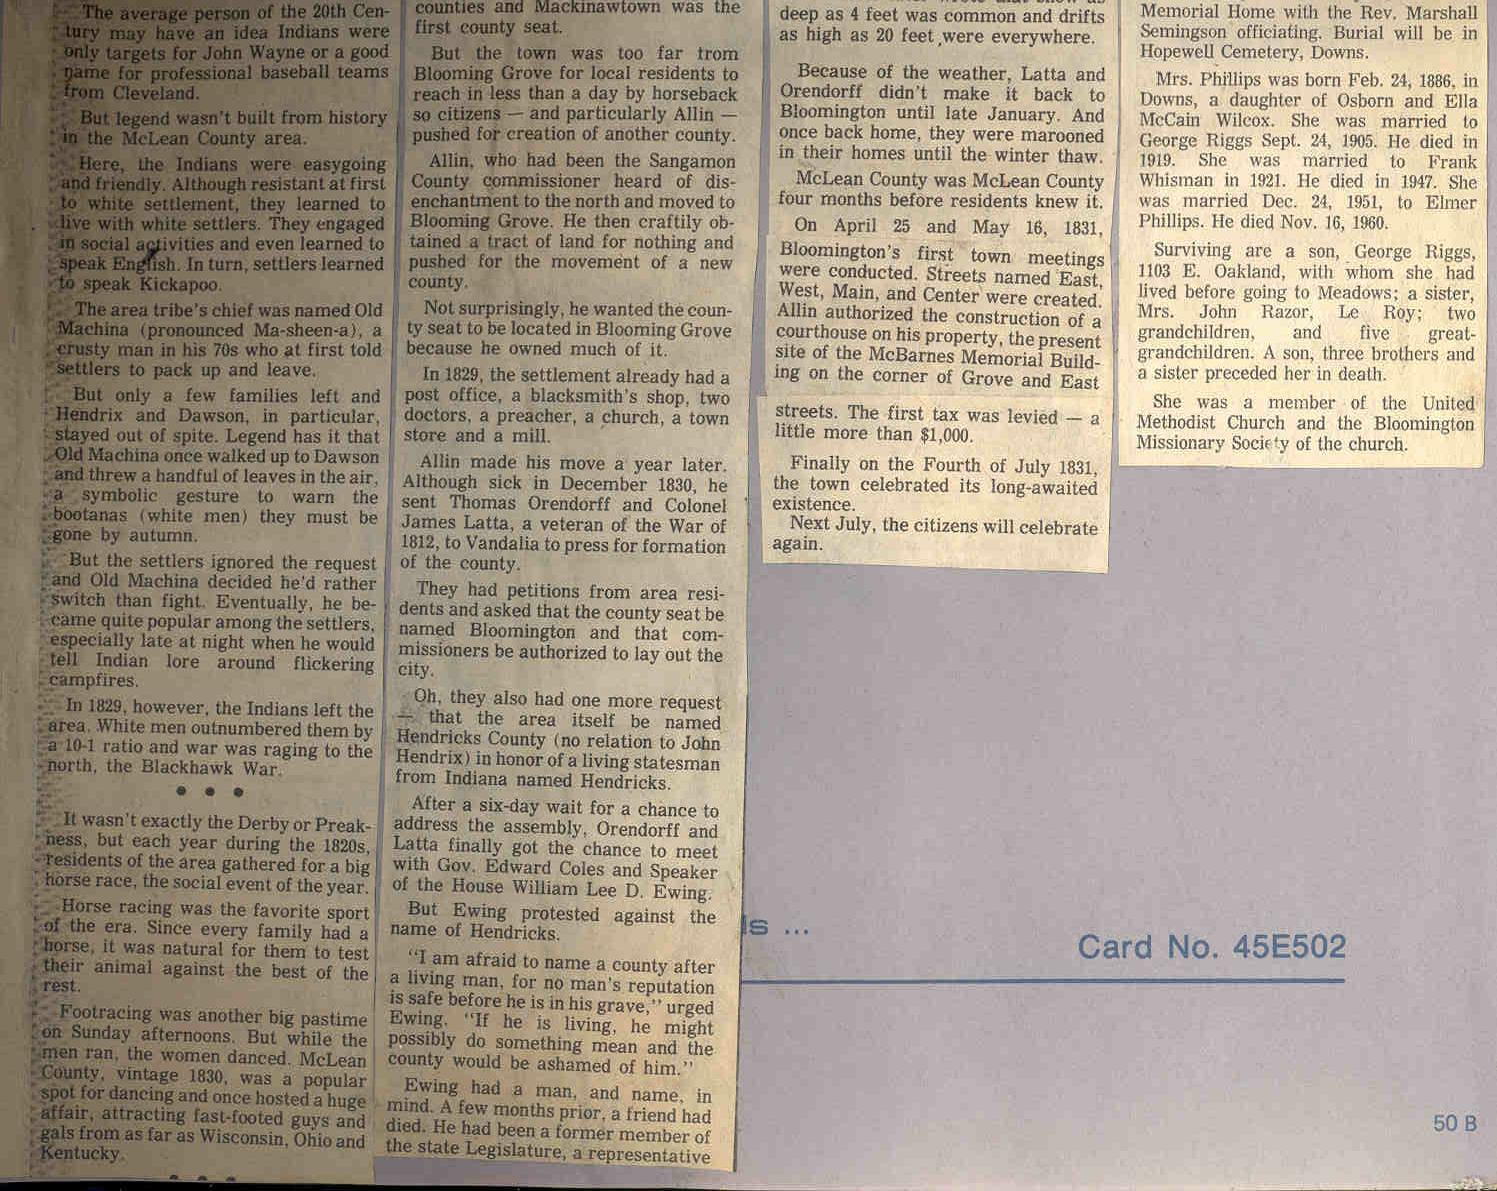 The average person of the 20th Cen-
tury may have an idea Indians were
only targets for John Wayne or a good
name for professional baseball teams
from Cleveland.
But legend wasn't built from history
in the McLean County area.
Here, the Indians were easygoing
and friendly. Although resistant at first
to white settlement, they learned to
live with white settlers. They engaged
in social activities and even learned to
speak English. In turn, settlers learned
to speak Kickapoo.
The area tribe's chief was named Old
Machina (pronounced Ma-sheen-a), a
crusty man in his 70s who at first told
settlers to pack up and leave.
But only a few families left and
Hendrix and Dawson, in particular,
stayed out of spite. Legend has it that
Old Machina once walked up to Dawson
and threw a handful of leaves in the air,
a symbolic gesture to warn the
bootanas (white men) they must be
gone by autumn.
But the settlers ignored the request
and Old Machina decided he'd rather
switch than fight. Eventually, he be-
came quite popular among the settlers,
especially late at night when he would
tell Indian lore around flickering
campfires.
In 1829, however, the Indians left the
area. White men outnumbered them by
a 10-1 ratio and war was raging to the
north, the Blackhawk War.
• • •
It wasn't exactly the Derby or Preak-
ness, but each year during the 1820s,
residents of the area gathered for a big
horse race, the social event of the year.
Horse racing was the favorite sport
of the era. Since every family had a
horse, it was natural for them to test
their animal against the best of the
rest.
Footracing was another big pastime
on Sunday afternoons. But while the
men ran, the women danced. McLean
County, vintage 1830, was a popular
spot for dancing and once hosted a huge
affair, attracting fast-footed guys and
gals from as far as Wisconsin, Ohio and
Kentucky.
counties and Mackinawtown was the
first county seat.
But the town was too far trom
Blooming Grove for local residents to
reach in less than a day by horseback
so citizens — and particularly Allin —
pushed for creation of another county.
Allin, who had been the Sangamon
County commissioner heard of dis-
enchantment to the north and moved to
Blooming Grove. He then craftily ob-
tained a tract of land for nothing and
pushed for the movement of a new
county.
Not surprisingly, he wanted the coun-
ty seat to be located in Blooming Grove
because he owned much of it.
In 1829, the settlement already had a
post office, a blacksmith's shop, two
doctors, a preacher, a church, a town
store and a mill.
Allin made his move a year later.
Although sick in December 1830, he
sent Thomas Orendorff and Colonel
James Latta, a veteran of the War of
1812, to Vandalia to press for formation
of the county.
They had petitions from area resi-
dents and asked that the county seat be
named Bloomington and that com-
missioners be authorized to lay out the
city.
Oh, they also had one more request
— that the area itself be named
Hendricks County (no relation to John
Hendrix) in honor of a living statesman
from Indiana named Hendricks.
After a six-day wait for a chance to
address the assembly, Orendorff and
Latta finally got the chance to meet
with Gov. Edward Coles and Speaker
of the House William Lee D. Ewing.
But Ewing protested against the
name of Hendricks.
"I am afraid to name a county after
a living man, for no man's reputation
is safe before he is in his grave," urged
Ewing. "If he is living, he might
possibly do something mean and the
county would be ashamed of him."
Ewing had a man, and name, in
mind. A few months prior, a friend had
died. He had been a former member of
the state Legislature, a representative
deep as 4 feet was common and drifts
as high as 20 feet were everywhere.
Because of the weather, Latta and
Orendorff didn't make it back to
Bloomington until late January. And
once back home, they were marooned
in their homes until the winter thaw.
McLean County was McLean County
four months before residents knew it.
On April 25 and May 16, 1831,
Bloomington's first town meetings
were conducted. Streets named East,
West, Main, and Center were created.
Allin authorized the construction of a
courthouse on his property, the present
site of the McBarnes Memorial Build-
ing on the corner of Grove and East
streets. The first tax was levied — a
little more than $1,000.
Finally on the Fourth of July 1831,
the town celebrated its long-awaited
existence.
Next July, the citizens will celebrate
again.
Memorial Home with the Rev. Marshall
Semingson officiating. Burial will be in
Hopewell Cemetery, Downs.
Mrs. Phillips was born Feb. 24, 1886, in
Downs, a daughter of Osborn and Ella
McCain Wilcox. She was married to
George Riggs Sept. 24, 1905. He died in
1919. She was married to Frank
Whisman in 1921. He died in 1947. She
was married Dec. 24, 1951, to Elmer
Phillips. He died Nov. 16, 1960.
Surviving are a son, George Riggs,
1103 E. Oakland, with whom she had
lived before going to Meadows; a sister,
Mrs. John Razor, Le Roy; two
grandchildren, and five great-
grandchildren. A son, three brothers and
a sister preceded her in death.
She was a member of the United
Methodist Church and the Bloomington
Missionary Society of the church.
ls ...
Card No. 45E502
50 B